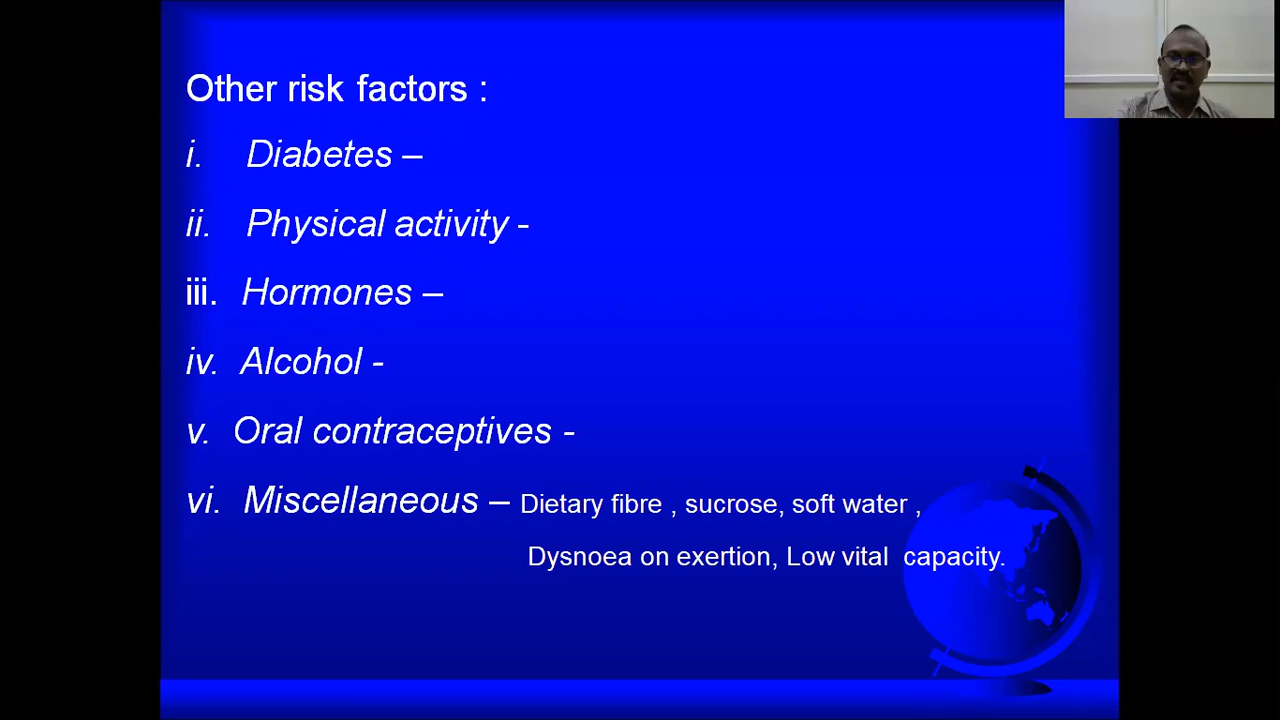 Other risk factors :
i. Diabetes –
ii. Physical activity -
iii. Hormones –
iv. Alcohol -
v. Oral contraceptives -
vi. Miscellaneous – Dietary fibre , sucrose, soft water ,
Dysnoea on exertion, Low vital capacity.